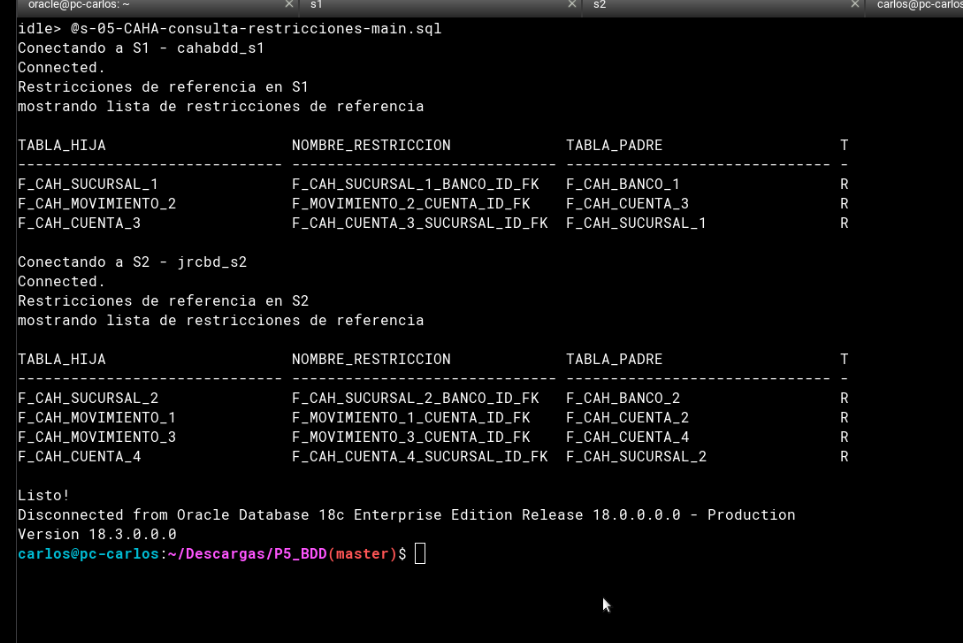 oracle@pc-carlos: ~ × s1 × s2 × carlos@pc-carlos
idle> @s-05-CAHA-consulta-restricciones-main.sql
Conectando a S1 - cahabdd_s1
Connected.
Restricciones de referencia en S1
mostrando lista de restricciones de referencia
TABLA_HIJA NOMBRE_RESTRICCION TABLA_PADRE T
------------------------------ ------------------------------ ------------------------------ -
F_CAH_SUCURSAL_1 F_CAH_SUCURSAL_1_BANCO_ID_FK F_CAH_BANCO_1 R
F_CAH_MOVIMIENTO_2 F_MOVIMIENTO_2_CUENTA_ID_FK F_CAH_CUENTA_3 R
F_CAH_CUENTA_3 F_CAH_CUENTA_3_SUCURSAL_ID_FK F_CAH_SUCURSAL_1 R
Conectando a S2 - jrcbd_s2
Connected.
Restricciones de referencia en S2
mostrando lista de restricciones de referencia
TABLA_HIJA NOMBRE_RESTRICCION TABLA_PADRE T
------------------------------ ------------------------------ ------------------------------ -
F_CAH_SUCURSAL_2 F_CAH_SUCURSAL_2_BANCO_ID_FK F_CAH_BANCO_2 R
F_CAH_MOVIMIENTO_1 F_MOVIMIENTO_1_CUENTA_ID_FK F_CAH_CUENTA_2 R
F_CAH_MOVIMIENTO_3 F_MOVIMIENTO_3_CUENTA_ID_FK F_CAH_CUENTA_4 R
F_CAH_CUENTA_4 F_CAH_CUENTA_4_SUCURSAL_ID_FK F_CAH_SUCURSAL_2 R
Listo!
Disconnected from Oracle Database 18c Enterprise Edition Release 18.0.0.0.0 - Production
Version 18.3.0.0.0
carlos@pc-carlos:~/Descargas/P5_BDD(master)$